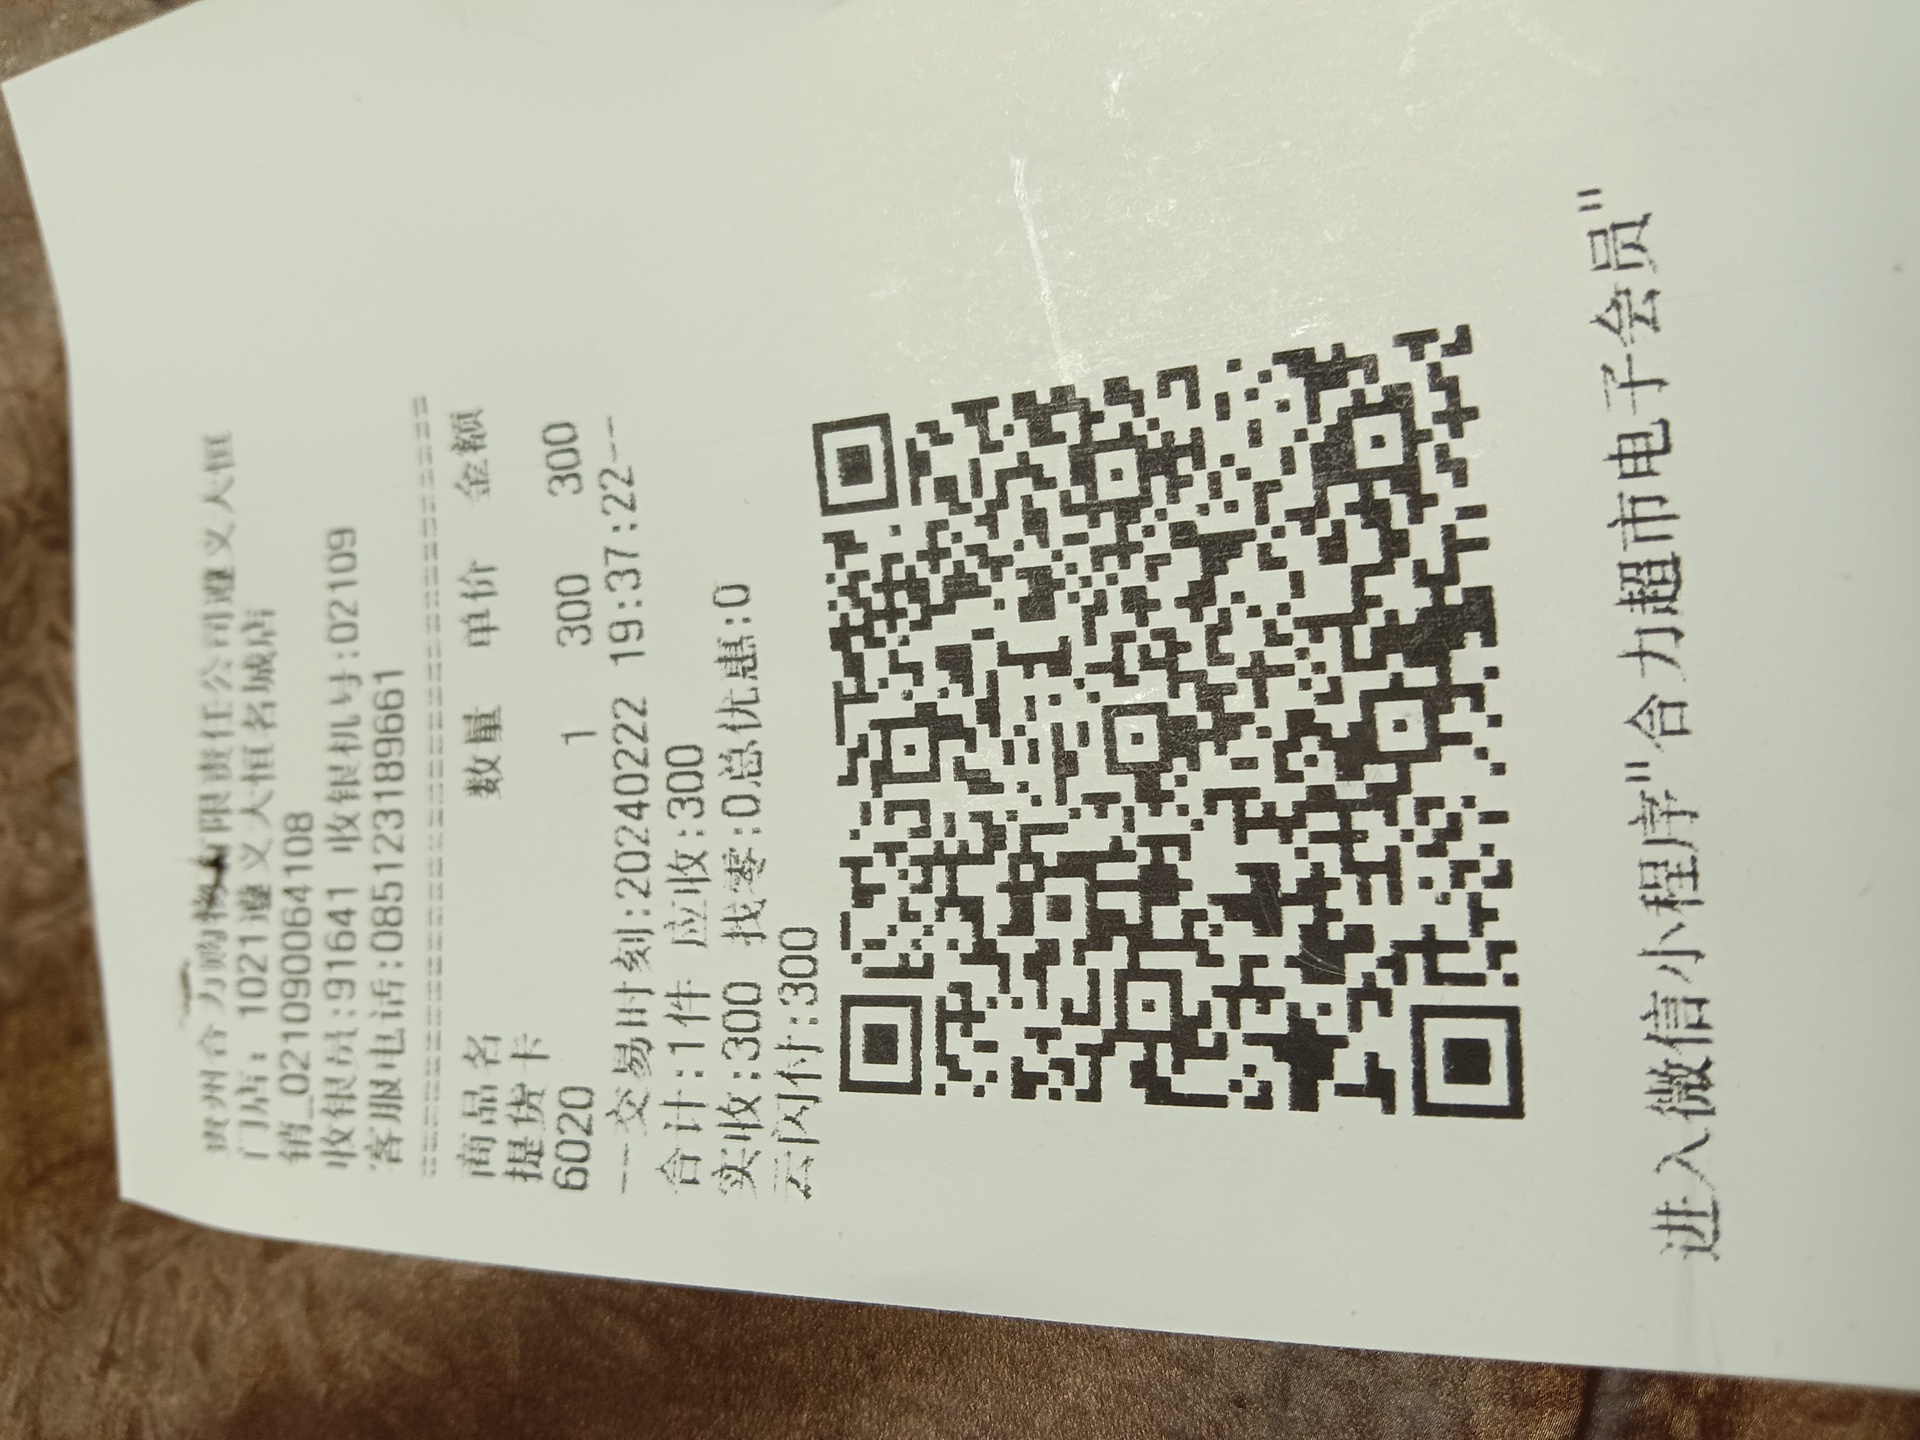 贵州合力购物有限责任公司遵义天恒
门店: 1021遵义天恒名城店
销_021090064108
收银员:91641 收银机号:02109
客服电话:085123189661
================================
商品名 数量 单价 金额
提货卡
6020 1 300 300
--交易时刻:20240222 19:37:22--
合计:1件 应收:300
实收:300 找零:0总优惠:0
云闪付:300
进入微信小程序"合力超市电子会员"